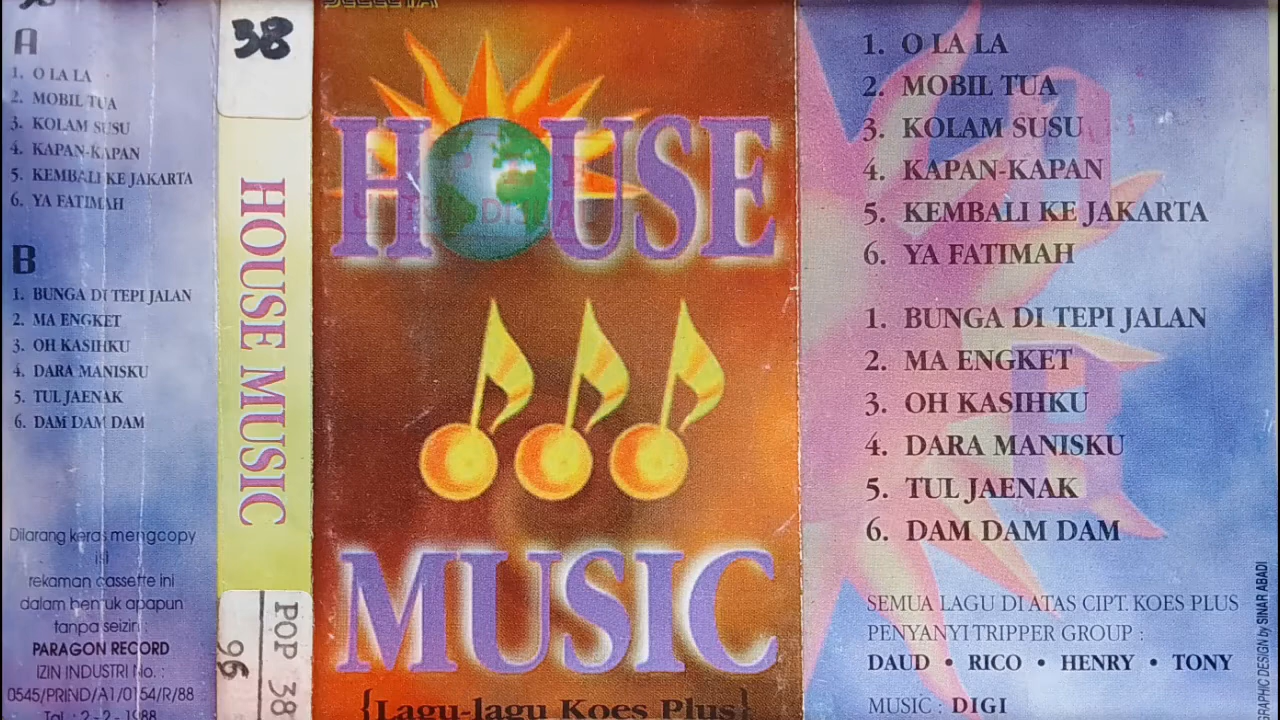 A
1. O LA LA
2. MOBIL TUA
3. KOLAM SUSU
4. KAPAN-KAPAN
5. KEMBALI KE JAKARTA
6. YA FATIMAH
B
1. BUNGA DI TEPI JALAN
2. MA ENGKET
3. OH KASIHKU
4. DARA MANISKU
5. TUL JAENAK
6. DAM DAM DAM
Dilarang keras mengcopy
isi
rekaman cassette ini
dalam bentuk apapun
tanpa seizin :
PARAGON RECORD
IZIN INDUSTRI No. :
0545/PRIND/A1/0154/R/88
Tgl : 2 - 2 - 1988
38
HOUSE MUSIC
POP 38
96
HOUSE
MUSIC
{Lagu-lagu Koes Plus}
1. O LA LA
2. MOBIL TUA
3. KOLAM SUSU
4. KAPAN-KAPAN
5. KEMBALI KE JAKARTA
6. YA FATIMAH
1. BUNGA DI TEPI JALAN
2. MA ENGKET
3. OH KASIHKU
4. DARA MANISKU
5. TUL JAENAK
6. DAM DAM DAM
SEMUA LAGU DI ATAS CIPT. KOES PLUS
PENYANYI TRIPPER GROUP :
DAUD • RICO • HENRY • TONY
MUSIC : DIGI
GRAPHIC DESIGN by SINAR ABADI